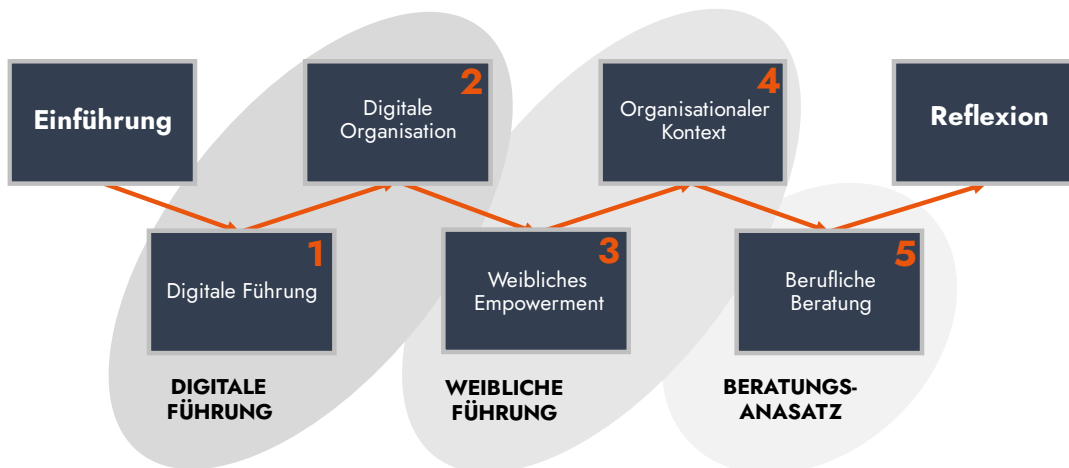 Einführung
1
Digitale Führung
2
Digitale
Organisation
3
Weibliches
Empowerment
4
Organisationaler
Kontext
5
Berufliche
Beratung
Reflexion
DIGITALE
FÜHRUNG
WEIBLICHE
FÜHRUNG
BERATUNGS-
ANASATZ